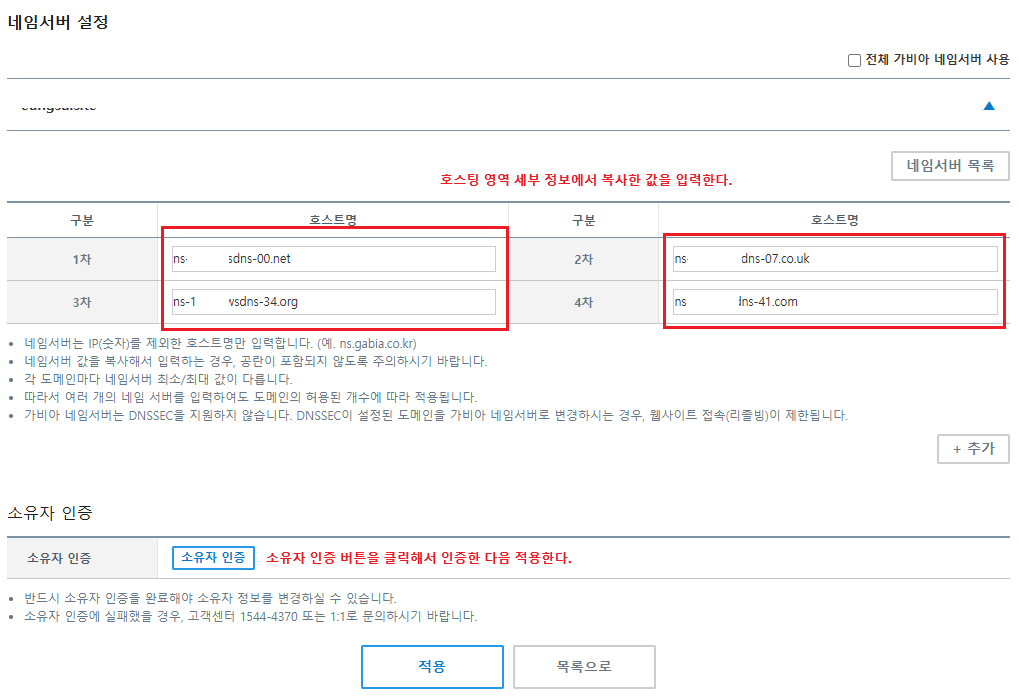 네임서버 설정
전체 가비아 네임서버 사용
네임서버 목록
호스팅 영역 세부 정보에서 복사한 값을 입력한다.
구분 호스트명 구분 호스트명
1차 ns- sdns-00.net 2차 ns- dns-07.co.uk
3차 ns-1 vsdns-34.org 4차 ns dns-41.com
• 네임서버는 IP(숫자)를 제외한 호스트명만 입력합니다. (예. ns.gabia.co.kr)
• 네임서버 값을 복사해서 입력하는 경우, 공란이 포함되지 않도록 주의하시기 바랍니다.
• 각 도메인마다 네임서버 최소/최대 값이 다릅니다.
• 따라서 여러 개의 네임 서버를 입력하여도 도메인의 허용된 개수에 따라 적용됩니다.
• 가비아 네임서버는 DNSSEC을 지원하지 않습니다. DNSSEC이 설정된 도메인을 가비아 네임서버로 변경하시는 경우, 웹사이트 접속(리졸빙)이 제한됩니다.
+ 추가
소유자 인증
소유자 인증 소유자 인증 소유자 인증 버튼을 클릭해서 인증한 다음 적용한다.
• 반드시 소유자 인증을 완료해야 소유자 정보를 변경하실 수 있습니다.
• 소유자 인증에 실패했을 경우, 고객센터 1544-4370 또는 1:1로 문의하시기 바랍니다.
적용 목록으로